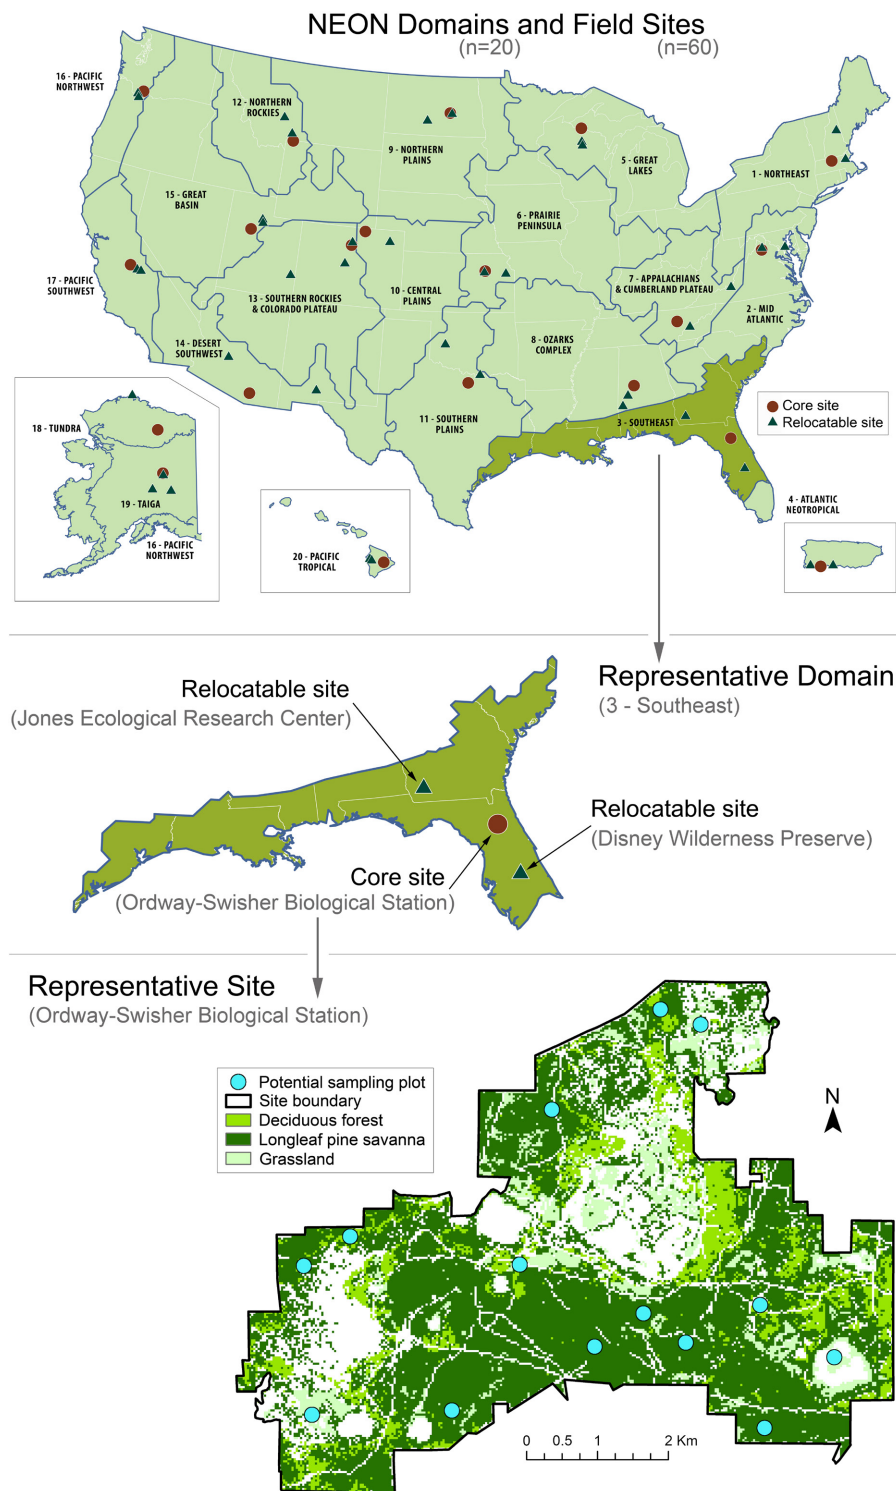 NEON Domains and Field Sites
(n=20) (n=60)
16 - PACIFIC
NORTHWEST
12 - NORTHERN
ROCKIES
9 - NORTHERN
PLAINS
5 - GREAT
LAKES
1 - NORTHEAST
15 - GREAT
BASIN
6 - PRAIRIE
PENINSULA
17 - PACIFIC
SOUTHWEST
13 - SOUTHERN ROCKIES
& COLORADO PLATEAU
10 - CENTRAL
PLAINS
7 - APPALACHIANS
& CUMBERLAND PLATEAU
2 - MID
ATLANTIC
14 - DESERT
SOUTHWEST
8 - OZARKS
COMPLEX
11 - SOUTHERN
PLAINS
3 - SOUTHEAST
Core site
Relocatable site
18 - TUNDRA
19 - TAIGA
16 - PACIFIC
NORTHWEST
20 - PACIFIC
TROPICAL
4 - ATLANTIC
NEOTROPICAL
Representative Domain
(3 - Southeast)
Relocatable site
(Jones Ecological Research Center)
Relocatable site
(Disney Wilderness Preserve)
Core site
(Ordway-Swisher Biological Station)
Representative Site
(Ordway-Swisher Biological Station)
Potential sampling plot
Site boundary
Deciduous forest
Longleaf pine savanna
Grassland
N
0 0.5 1 2 Km